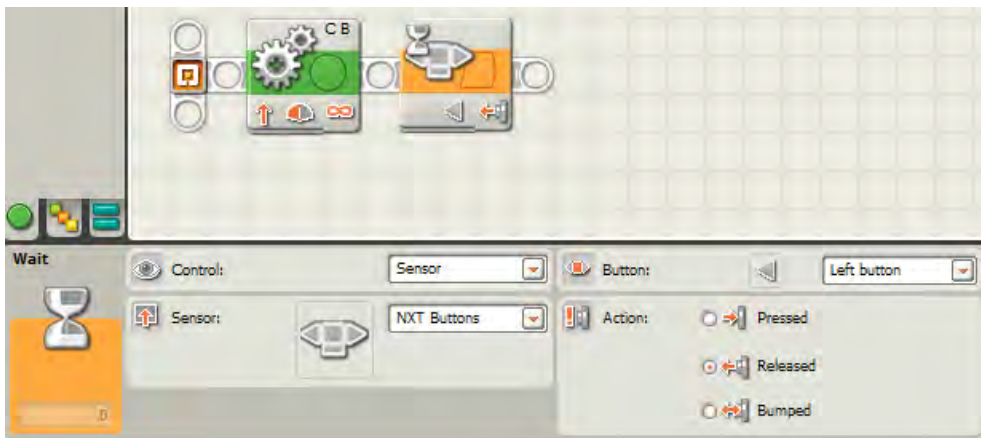 C B
Wait
Control:
Sensor
Button:
Left button
Sensor:
NXT Buttons
Action:
Pressed
Released
Bumped